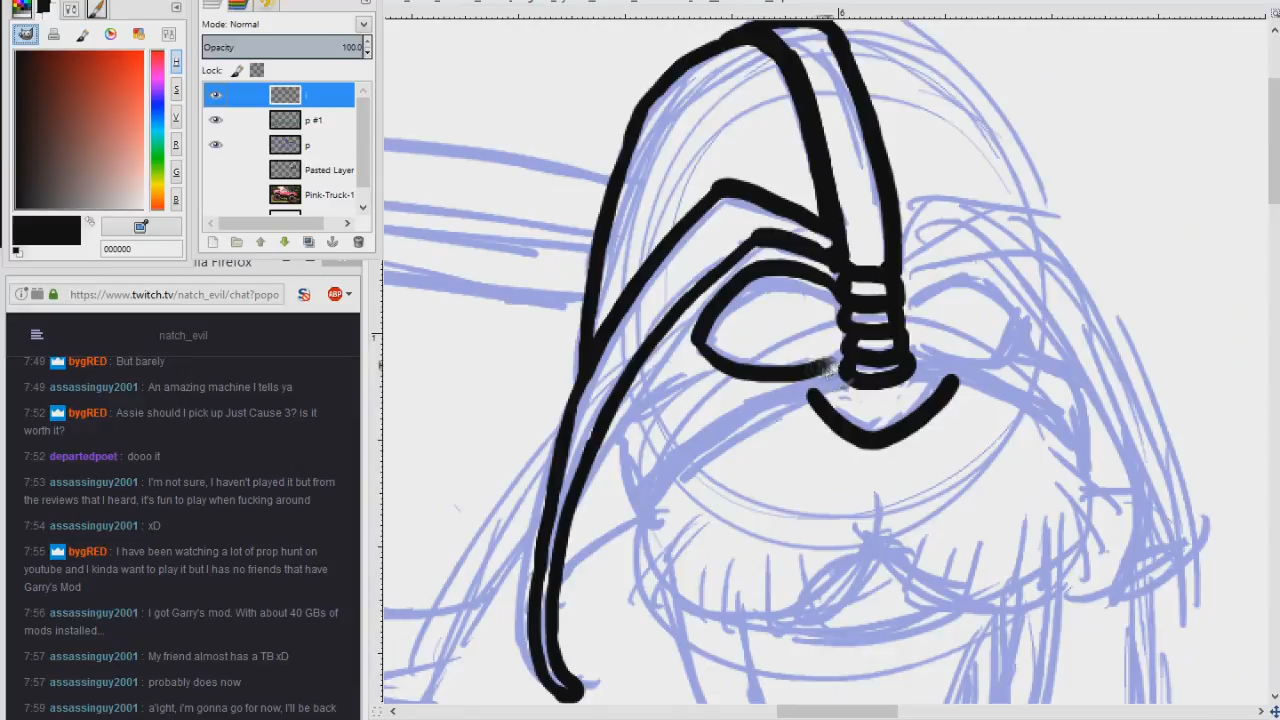 Mode: Normal
Opacity 100.0
Lock:
p #1
p
Pasted Layer
Pink-Truck-1
L
S
B
R
G
R
000000
Firefox
https://www.twitch.tv/natch_evil/chat?popo
ABP
natch_evil
7:49 bygRED: But barely
7:49 assassinguy2001: An amazing machine I tells ya
7:52 bygRED: Assie should I pick up Just Cause 3? is it
worth it?
7:52 departedpoet: dooo it
7:53 assassinguy2001: I'm not sure, I haven't played it but from
the reviews that I heard, it's fun to play when fucking around
7:54 assassinguy2001: xD
7:55 bygRED: I have been watching a lot of prop hunt on
youtube and I kinda want to play it but I has no friends that have
Garry's Mod
7:56 assassinguy2001: I got Garry's mod. With about 40 GBs of
mods installed...
7:57 assassinguy2001: My friend almost has a TB xD
7:57 assassinguy2001: probably does now
7:59 assassinguy2001: a'ight, i'm gonna go for now, I'll be back
6
1